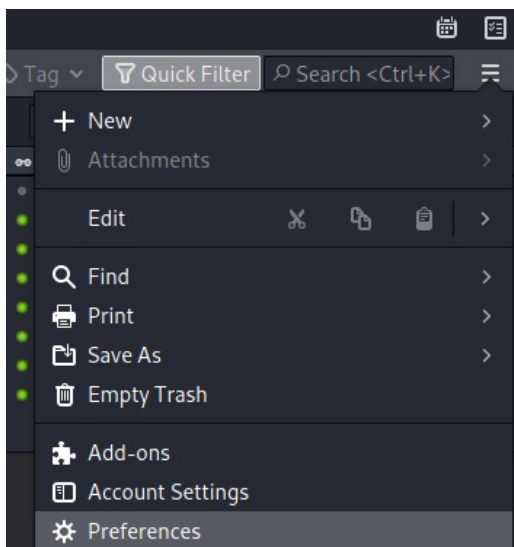 Tag
Quick Filter
Search <Ctrl+K>
New
Attachments
Edit
Find
Print
Save As
Empty Trash
Add-ons
Account Settings
Preferences